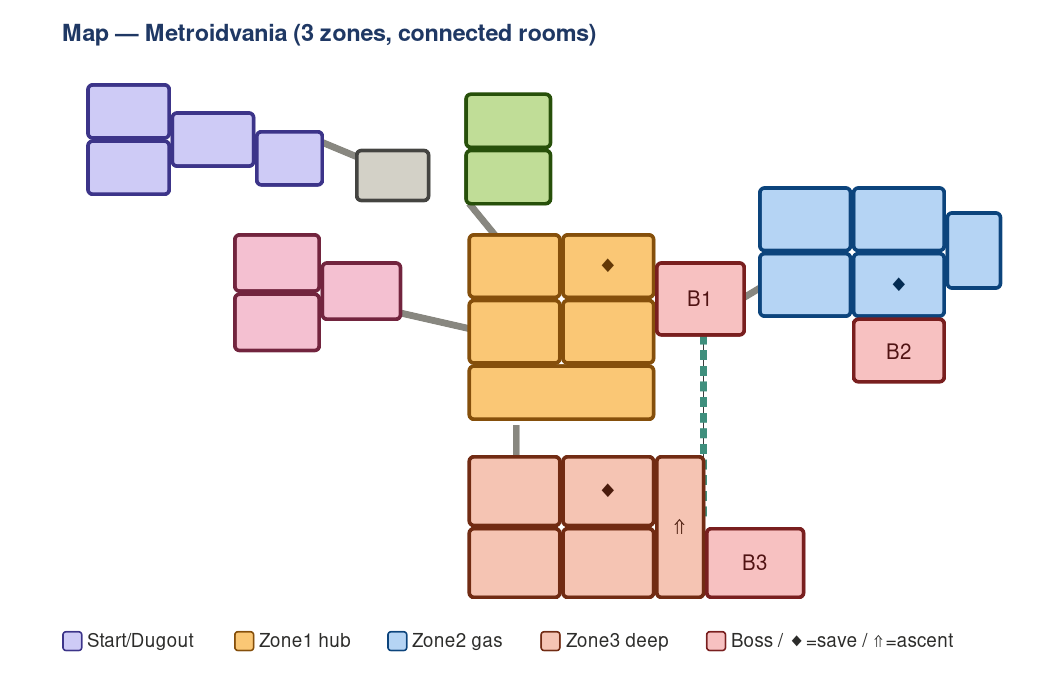 Map — Metroidvania (3 zones, connected rooms)
◆
B1
◆
B2
◆
⇑
B3
Start/Dugout
Zone1 hub
Zone2 gas
Zone3 deep
Boss / ◆=save / ⇑=ascent